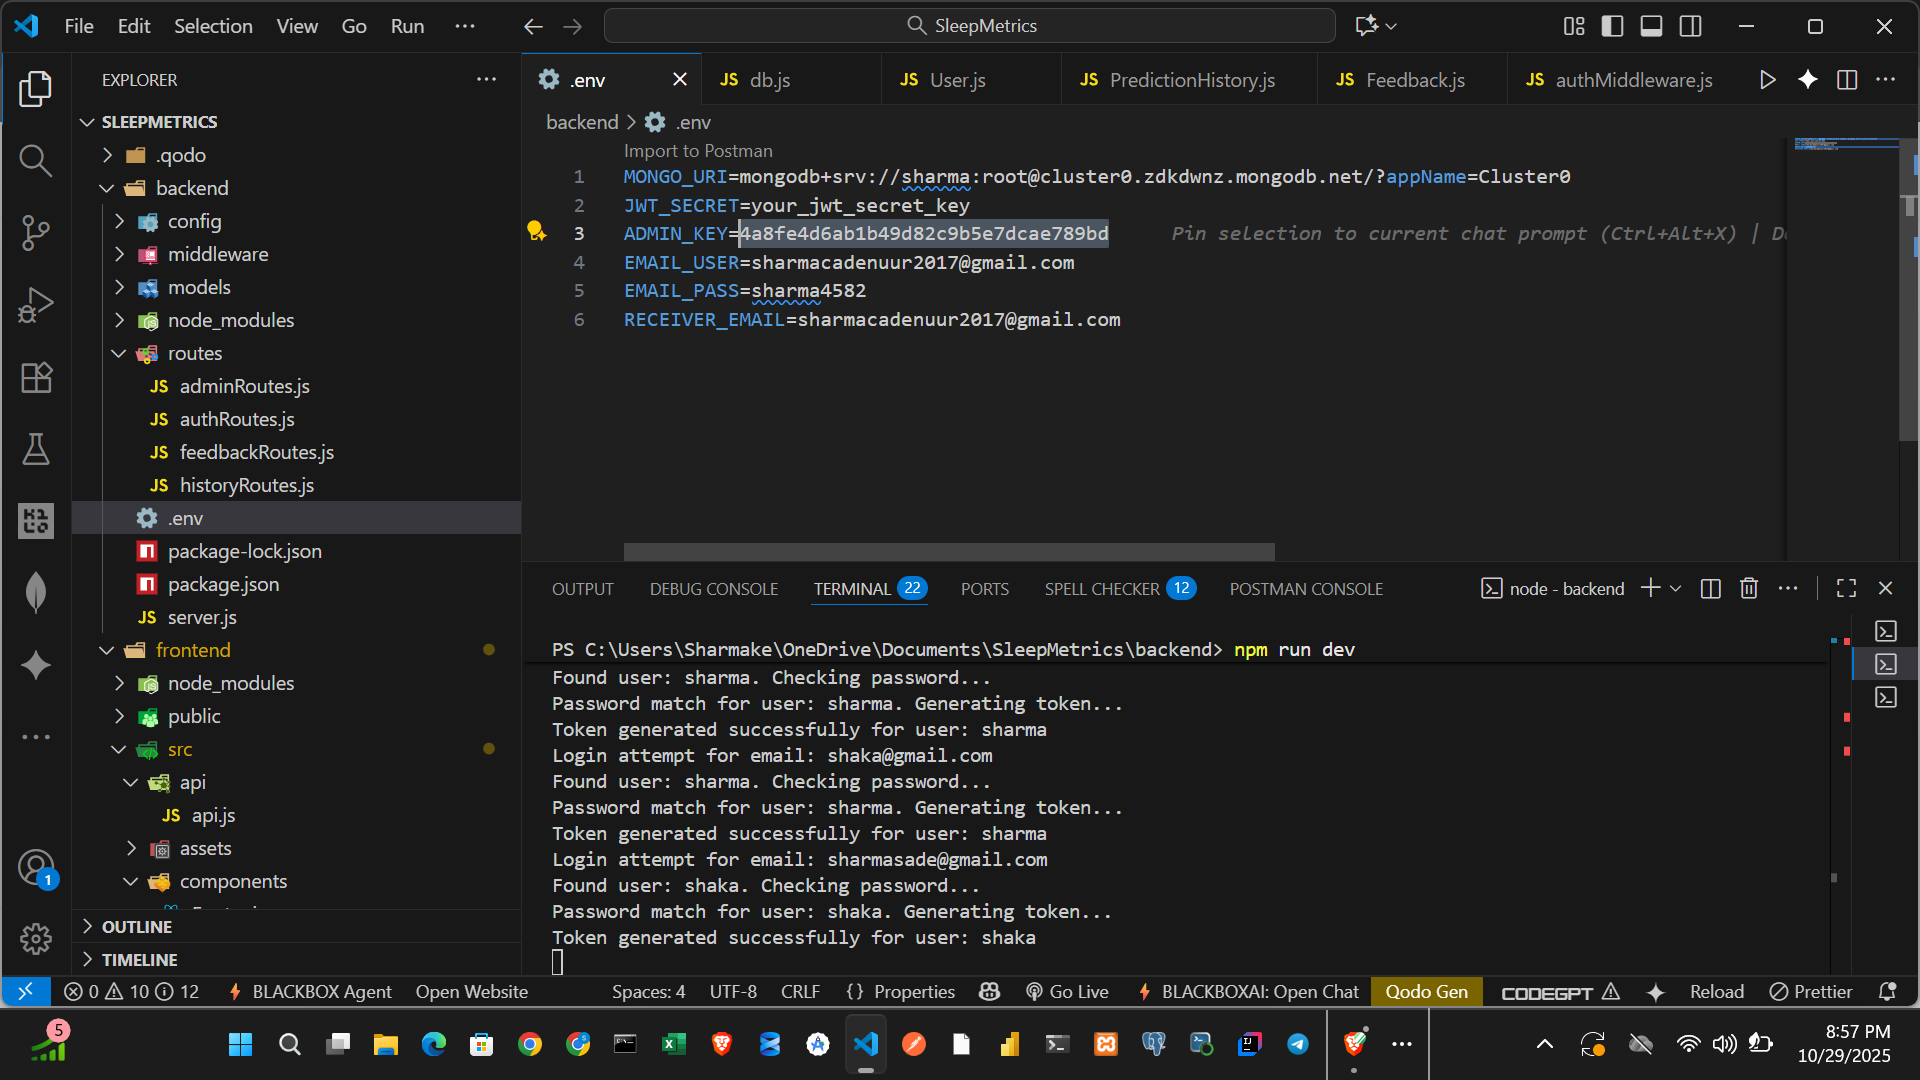 File Edit Selection View Go Run ··· SleepMetrics
EXPLORER
SLEEPMETRICS
.qodo
backend
config
middleware
models
node_modules
routes
JS adminRoutes.js
JS authRoutes.js
JS feedbackRoutes.js
JS historyRoutes.js
.env
package-lock.json
package.json
JS server.js
frontend
node_modules
public
src
api
JS api.js
assets
components
OUTLINE
TIMELINE
.env JS db.js JS User.js JS PredictionHistory.js JS Feedback.js JS authMiddleware.js
backend > .env
Import to Postman
1 MONGO_URI=mongodb+srv://sharma:root@cluster0.zdkdwnz.mongodb.net/?appName=Cluster0
2 JWT_SECRET=your_jwt_secret_key
3 ADMIN_KEY=4a8fe4d6ab1b49d82c9b5e7dcae789bd Pin selection to current chat prompt (Ctrl+Alt+X) |
4 EMAIL_USER=sharmacadenuur2017@gmail.com
5 EMAIL_PASS=sharma4582
6 RECEIVER_EMAIL=sharmacadenuur2017@gmail.com
OUTPUT DEBUG CONSOLE TERMINAL 22 PORTS SPELL CHECKER 12 POSTMAN CONSOLE node - backend
PS C:\Users\Sharmake\OneDrive\Documents\SleepMetrics\backend> npm run dev
Found user: sharma. Checking password...
Password match for user: sharma. Generating token...
Token generated successfully for user: sharma
Login attempt for email: shaka@gmail.com
Found user: sharma. Checking password...
Password match for user: sharma. Generating token...
Token generated successfully for user: sharma
Login attempt for email: sharmasade@gmail.com
Found user: shaka. Checking password...
Password match for user: shaka. Generating token...
Token generated successfully for user: shaka
1
0 10 12 BLACKBOX Agent Open Website Spaces: 4 UTF-8 CRLF {} Properties Go Live BLACKBOXAI: Open Chat Qodo Gen CODEGPT Reload Prettier
5
8:57 PM
10/29/2025